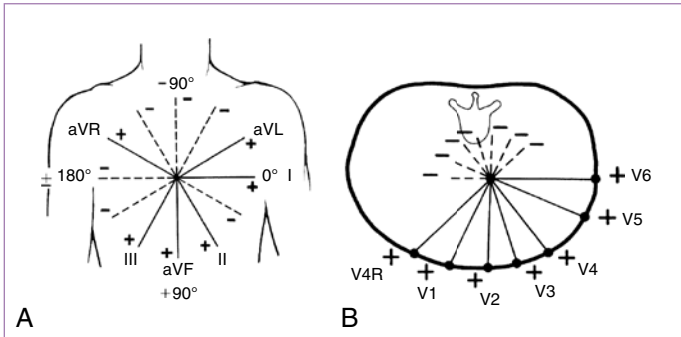 −90°
aVR
aVL
± 180°
0° I
III
aVF
II
+90°
A
B
V6
V5
V4
V3
V2
V1
V4R